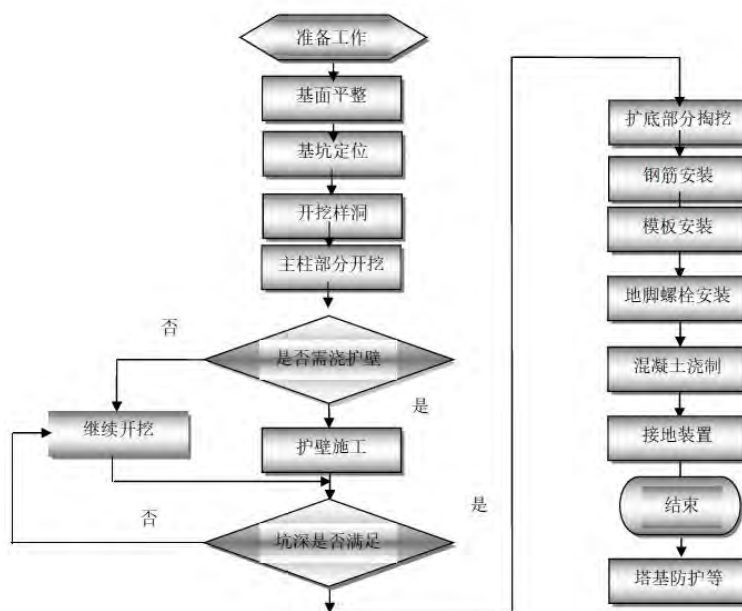 准备工作
基面平整
基坑定位
开挖样洞
主柱部分开挖
否
是否需浇护壁
是
继续开挖
护壁施工
否
坑深是否满足
是
扩底部分掏挖
钢筋安装
模板安装
地脚螺栓安装
混凝土浇制
接地装置
结束
塔基防护等